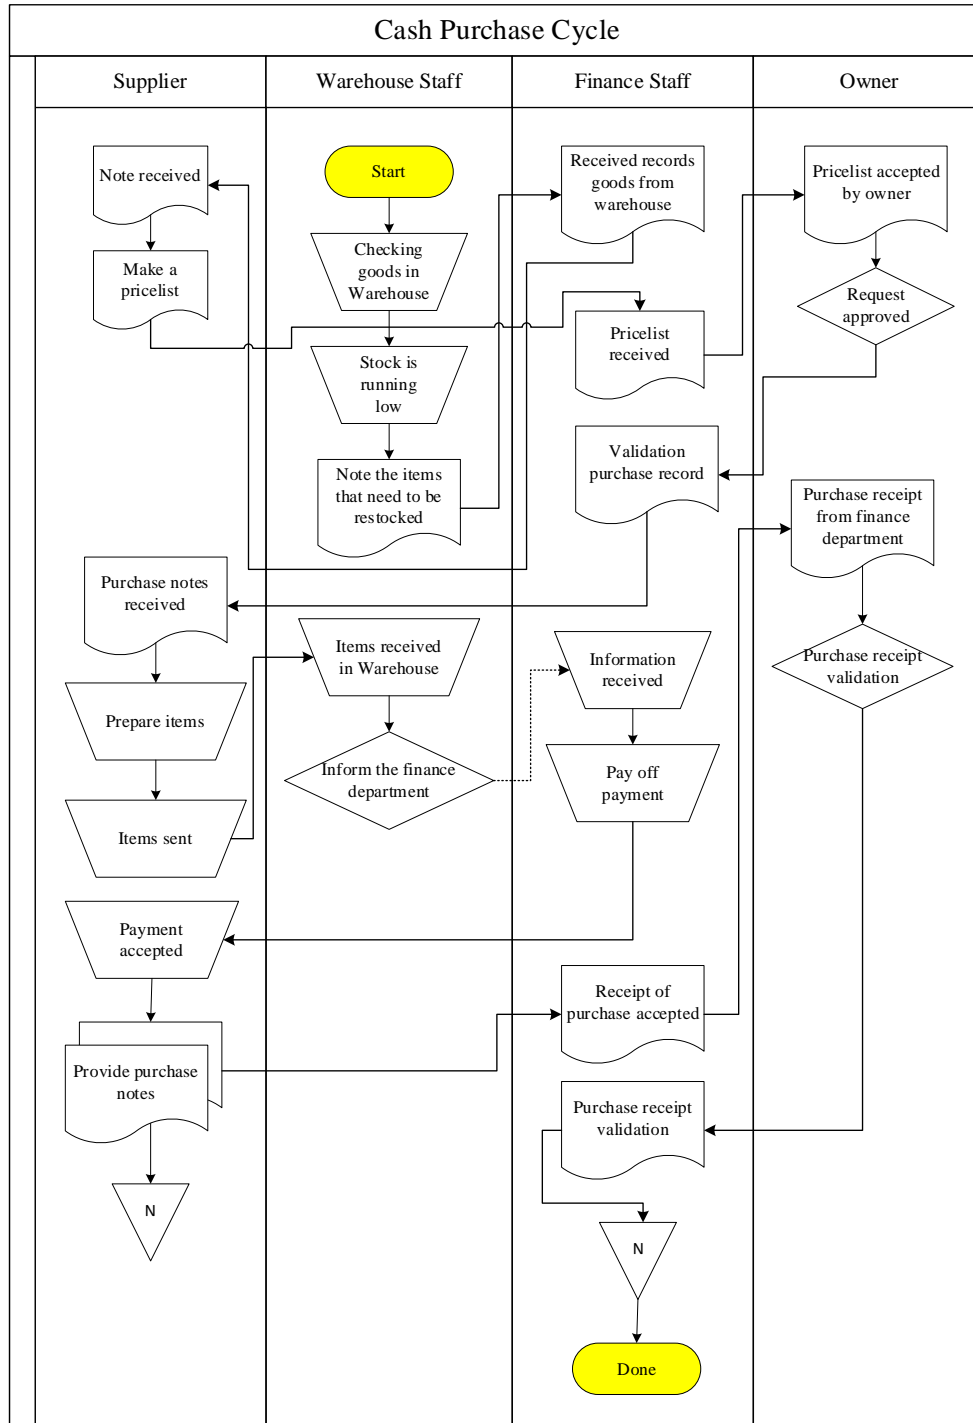 Cash Purchase Cycle
Supplier
Warehouse Staff
Finance Staff
Owner
Note received
Start
Received records
goods from
warehouse
Pricelist accepted
by owner
Make a
pricelist
Checking
goods in
Warehouse
Request
approved
Pricelist
received
Stock is
running
low
Validation
purchase record
Note the items
that need to be
restocked
Purchase receipt
from finance
department
Purchase notes
received
Items received
in Warehouse
Information
received
Purchase receipt
validation
Prepare items
Inform the finance
department
Pay off
payment
Items sent
Payment
accepted
Receipt of
purchase accepted
Provide purchase
notes
Purchase receipt
validation
N
N
Done